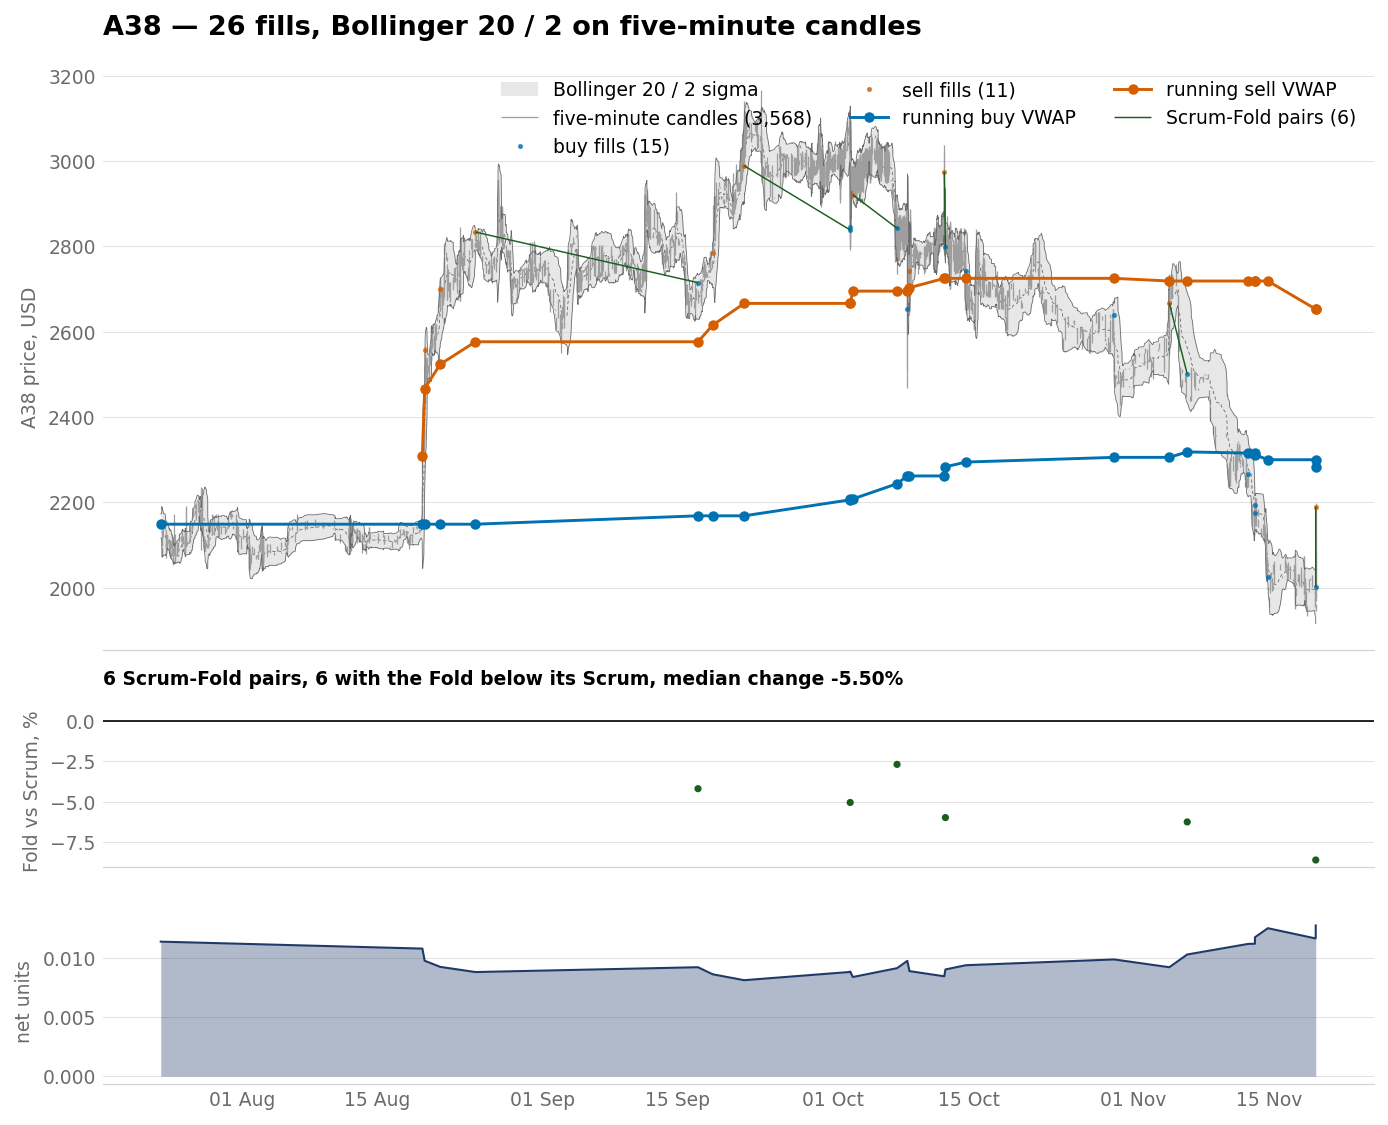 A38 — 26 fills, Bollinger 20 / 2 on five-minute candles
3200
3000
2800
2600
2400
2200
2000
A38 price, USD
Bollinger 20 / 2 sigma
five-minute candles (3,568)
buy fills (15)
sell fills (11)
running buy VWAP
running sell VWAP
Scrum-Fold pairs (6)
6 Scrum-Fold pairs, 6 with the Fold below its Scrum, median change -5.50%
0.0
−2.5
−5.0
−7.5
Fold vs Scrum, %
0.010
0.005
0.000
net units
01 Aug
15 Aug
01 Sep
15 Sep
01 Oct
15 Oct
01 Nov
15 Nov